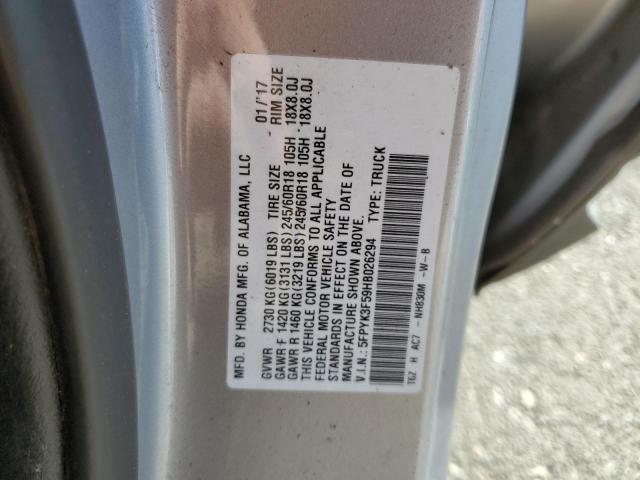 MFD. BY HONDA MFG. OF ALABAMA, LLC 01/'17
GVWR 2730 KG(6019 LBS) TIRE SIZE RIM SIZE
GAWR F 1420 KG(3131 LBS)245/60R18 105H 18X8.0J
GAWR R 1460 KG(3219 LBS)245/60R18 105H 18X8.0J
THIS VEHICLE CONFORMS TO ALL APPLICABLE
FEDERAL MOTOR VEHICLE SAFETY
STANDARDS IN EFFECT ON THE DATE OF
MANUFACTURE SHOWN ABOVE.
V.I.N.: 5FPYK3F59HB026294 TYPE: TRUCK
TGZ H AC7 - NH830M -W-B